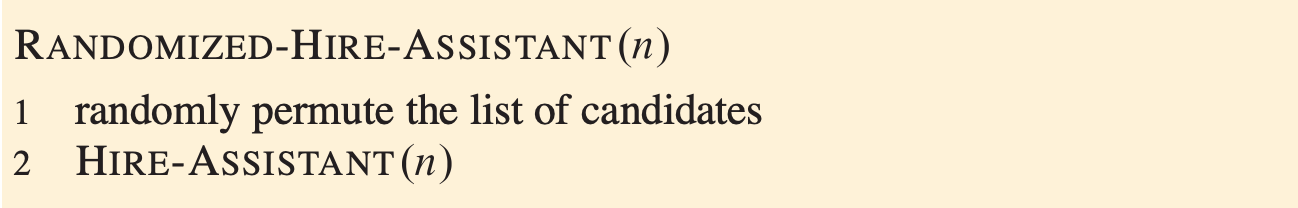 RANDOMIZED-HIRE-ASSISTANT(n)
1 randomly permute the list of candidates
2 HIRE-ASSISTANT(n)